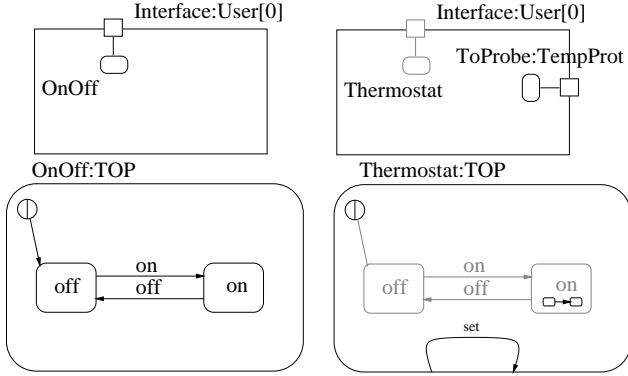 Interface:User[0]
Interface:User[0]
ToProbe:TempProt
OnOff
Thermostat
OnOff:TOP
Thermostat:TOP
on
off
off
on
on
off
off
on
set